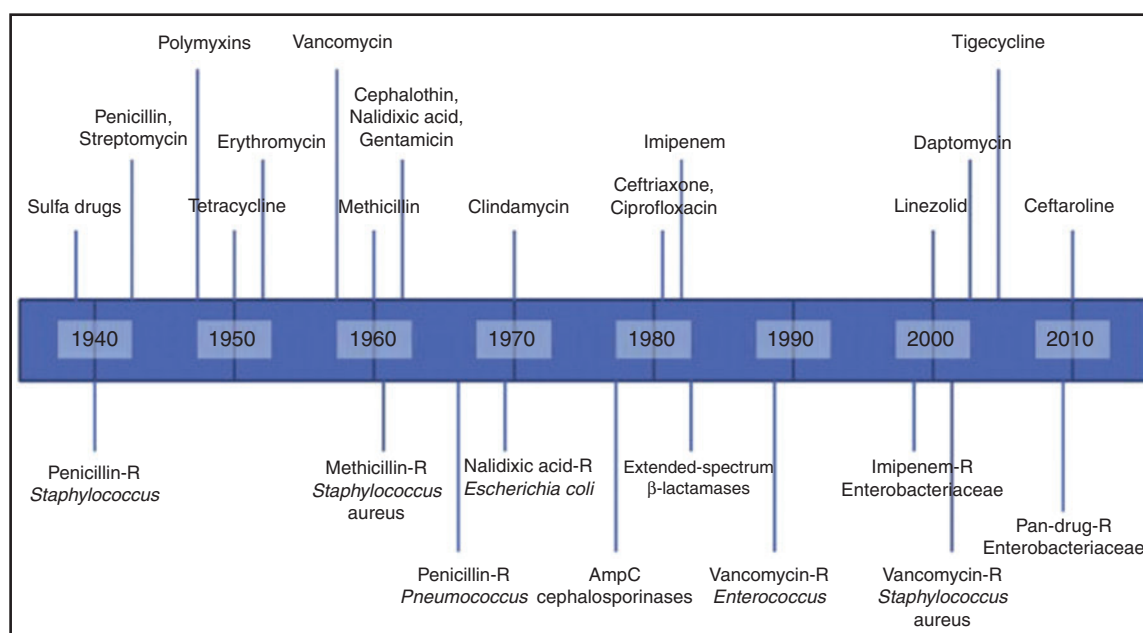 Polymyxins
Vancomycin
Tigecycline
Penicillin,
Streptomycin
Erythromycin
Cephalothin,
Nalidixic acid,
Gentamicin
Imipenem
Daptomycin
Sulfa drugs
Tetracycline
Methicillin
Clindamycin
Ceftriaxone,
Ciprofloxacin
Linezolid
Ceftaroline
1940
1950
1960
1970
1980
1990
2000
2010
Penicillin-R
Staphylococcus
Methicillin-R
Staphylococcus
aureus
Nalidixic acid-R
Escherichia coli
Extended-spectrum
β-lactamases
Imipenem-R
Enterobacteriaceae
Pan-drug-R
Enterobacteriaceae
Penicillin-R
Pneumococcus
AmpC
cephalosporinases
Vancomycin-R
Enterococcus
Vancomycin-R
Staphylococcus
aureus